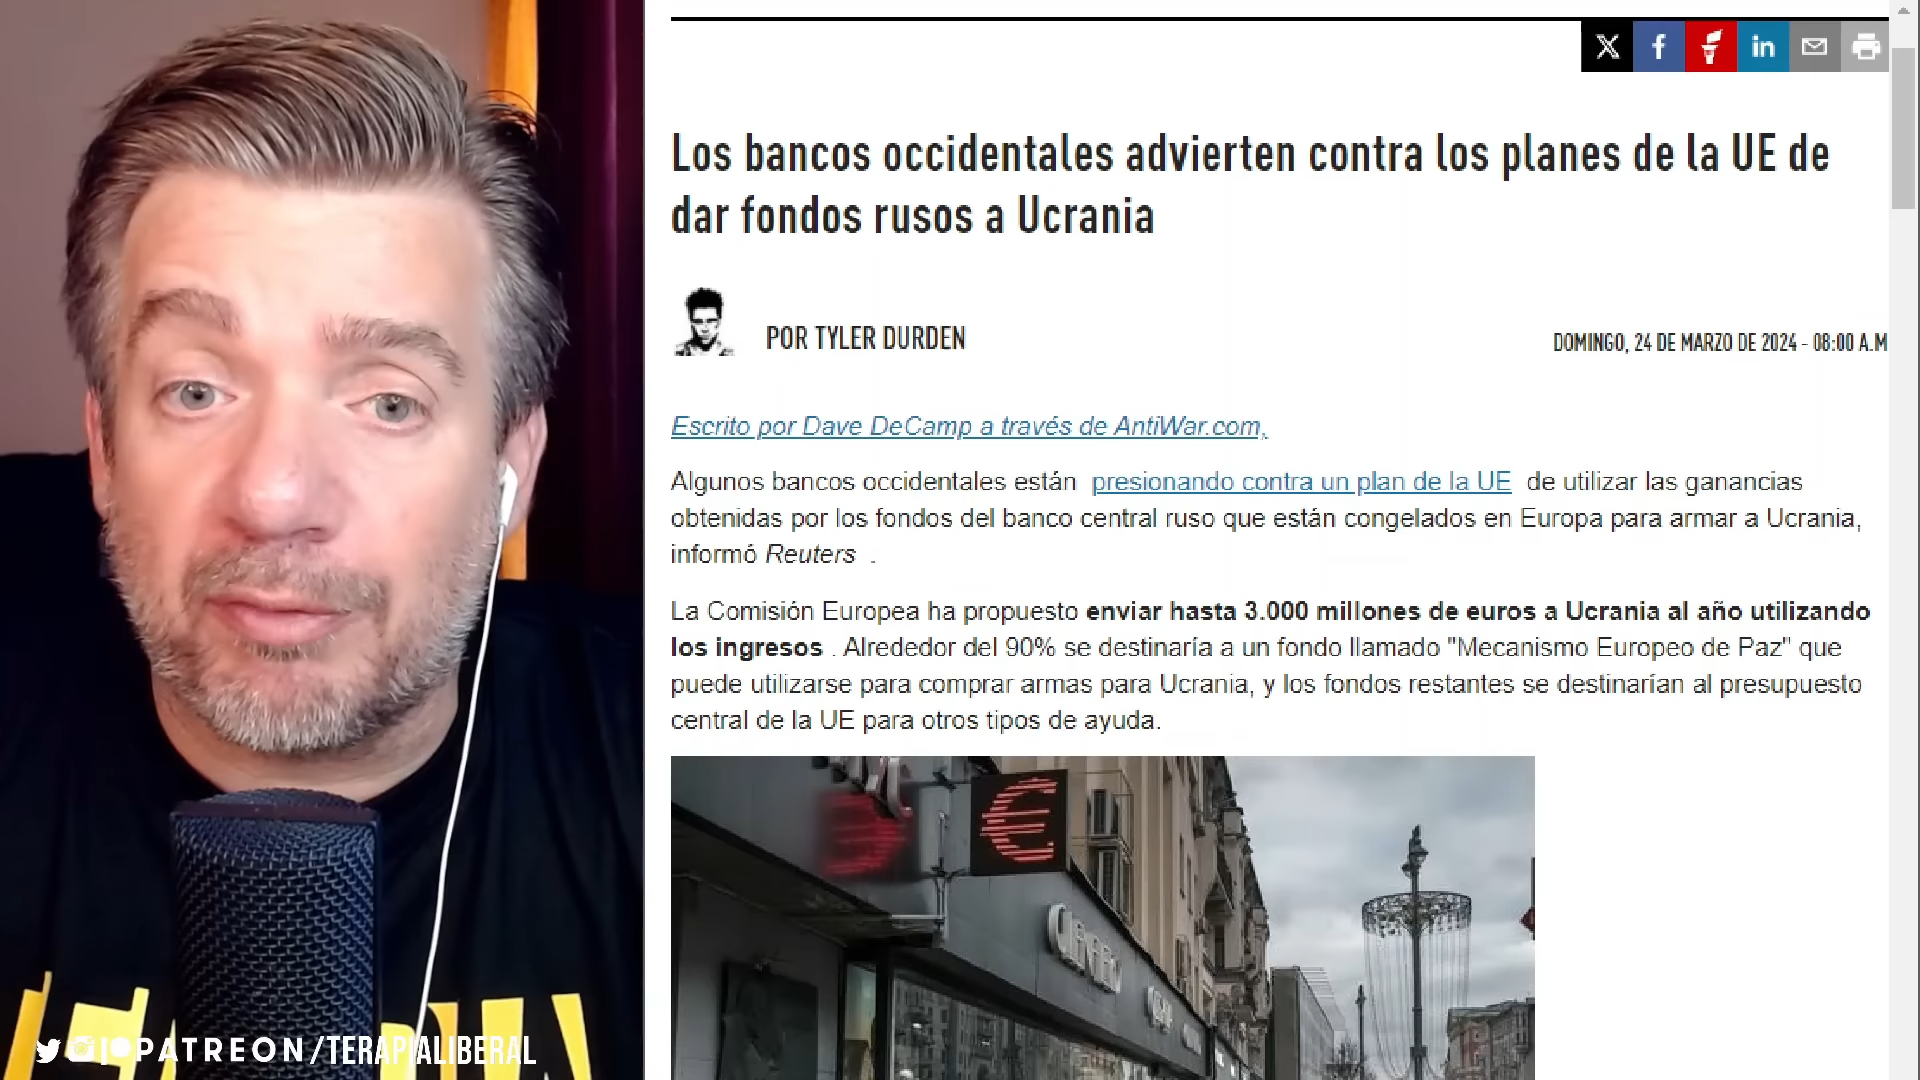 Los bancos occidentales advierten contra los planes de la UE de
dar fondos rusos a Ucrania
POR TYLER DURDEN
DOMINGO, 24 DE MARZO DE 2024 - 08:00 A.M
Escrito por Dave DeCamp a través de AntiWar.com,
Algunos bancos occidentales están presionando contra un plan de la UE de utilizar las ganancias
obtenidas por los fondos del banco central ruso que están congelados en Europa para armar a Ucrania,
informó Reuters .
La Comisión Europea ha propuesto enviar hasta 3.000 millones de euros a Ucrania al año utilizando
los ingresos . Alrededor del 90% se destinaría a un fondo llamado "Mecanismo Europeo de Paz" que
puede utilizarse para comprar armas para Ucrania, y los fondos restantes se destinarían al presupuesto
central de la UE para otros tipos de ayuda.
€
PATREON/TERAPIALIBERAL